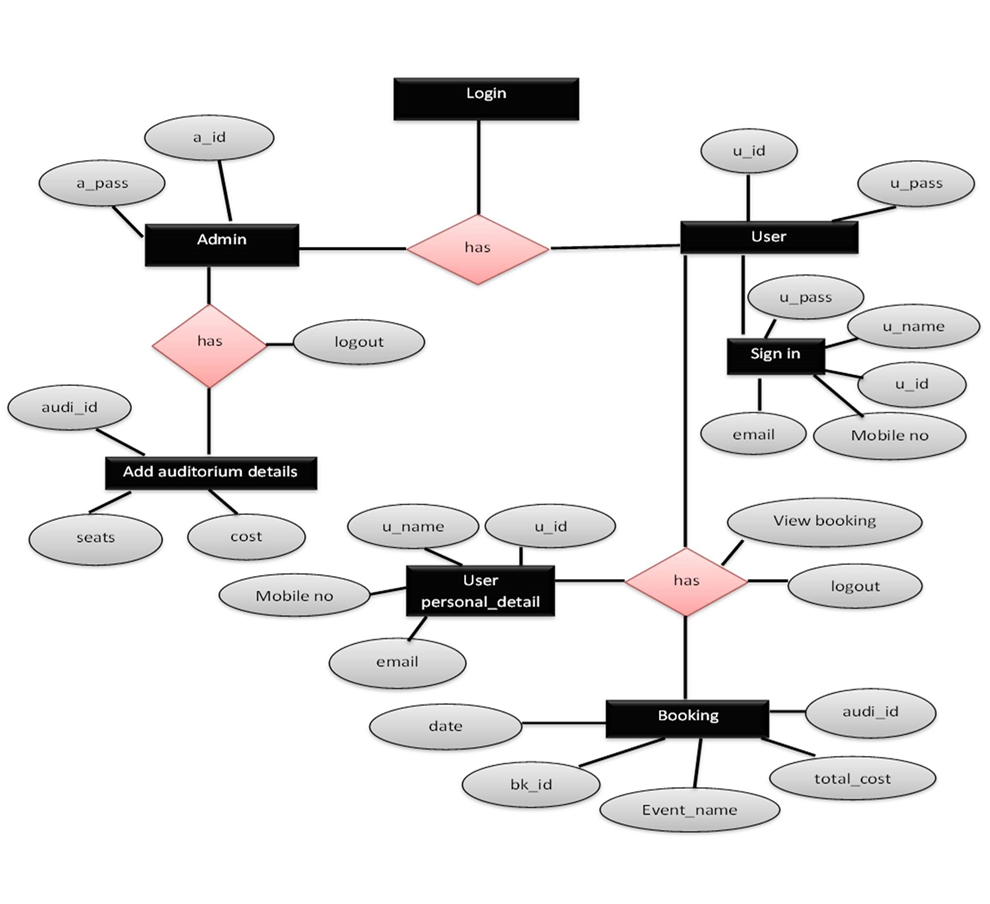 Login
a_id
u_id
a_pass
u_pass
Admin
has
User
u_pass
u_name
has
logout
Sign in
u_id
audi_id
email
Mobile no
Add auditorium details
seats
cost
u_name
u_id
View booking
User
personal_detail
has
logout
Mobile no
email
date
Booking
audi_id
bk_id
total_cost
Event_name